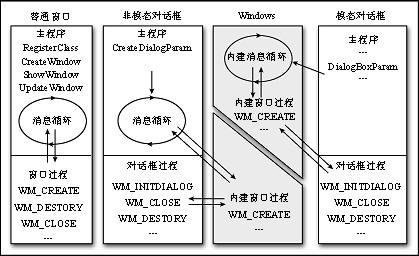 普通窗口
主程序
RegisterClass
CreateWindow
ShowWindow
UpdateWindow
消息循环
窗口过程
WM_CREATE
WM_DESTORY
WM_CLOSE
...
非模态对话框
主程序
CreateDialogParam
消息循环
对话框过程
WM_INITDIALOG
WM_CLOSE
WM_DESTORY
...
Windows
内建消息循环
内建窗口过程
WM_CREATE
...
内建窗口过程
WM_CREATE
...
模态对话框
主程序
...
DialogBoxParam
...
对话框过程
WM_INITDIALOG
WM_CLOSE
WM_DESTORY
...